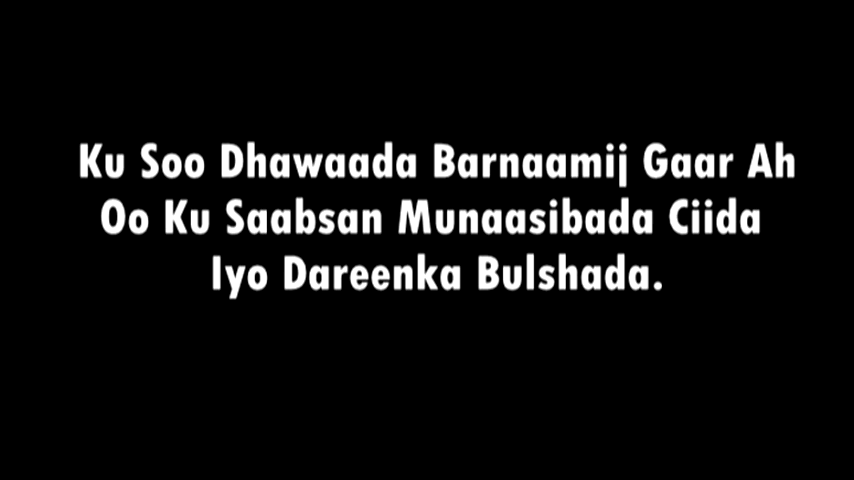 Ku Soo Dhawaada Barnaamij Gaar Ah
Oo Ku Saabsan Munaasibada Ciida
Iyo Dareenka Bulshada.